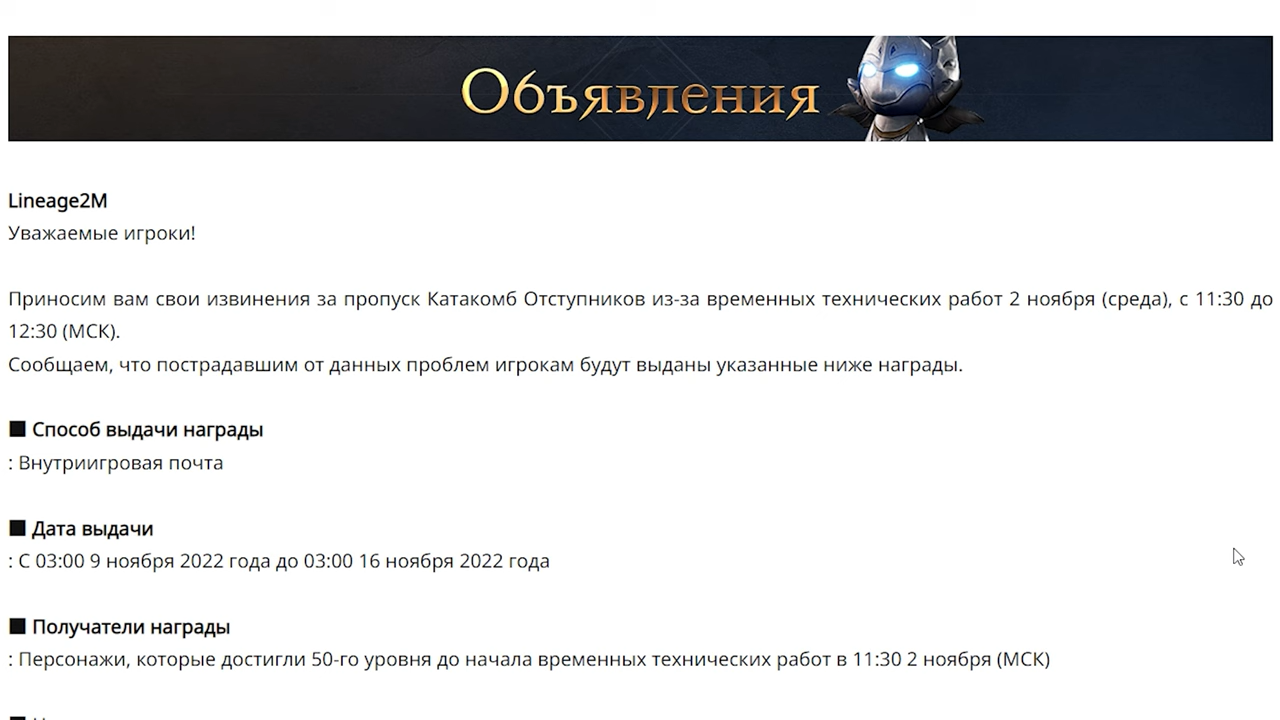 Объявления
Lineage2M
Уважаемые игроки!
Приносим вам свои извинения за пропуск Катакомб Отступников из-за временных технических работ 2 ноября (среда), с 11:30 до
12:30 (МСК).
Сообщаем, что пострадавшим от данных проблем игрокам будут выданы указанные ниже награды.
■ Способ выдачи награды
: Внутриигровая почта
■ Дата выдачи
: С 03:00 9 ноября 2022 года до 03:00 16 ноября 2022 года
■ Получатели награды
: Персонажи, которые достигли 50-го уровня до начала временных технических работ в 11:30 2 ноября (МСК)